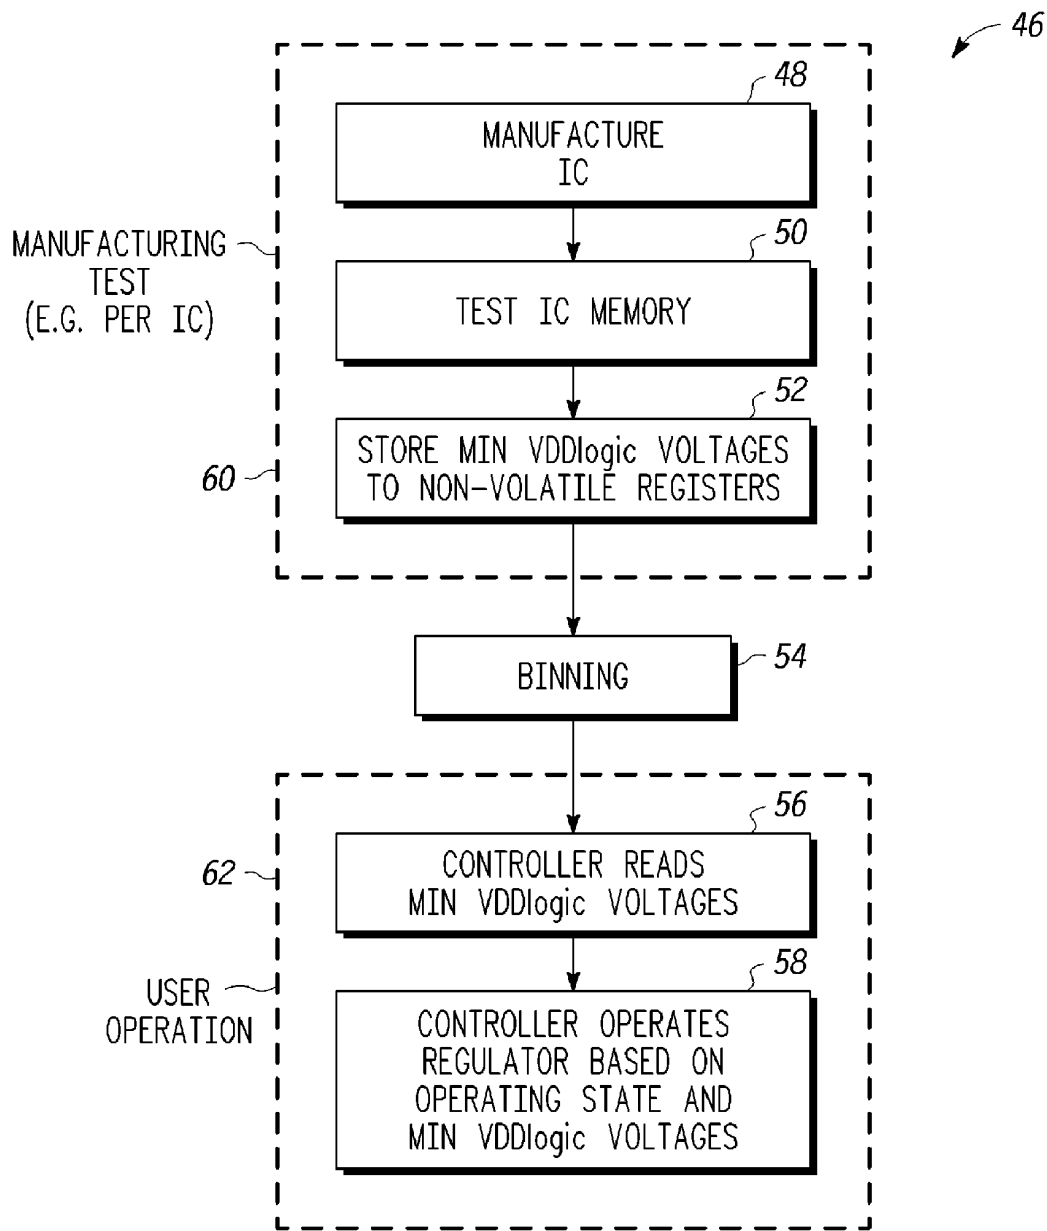 46
48
MANUFACTURE
IC
50
MANUFACTURING
TEST
(E.G. PER IC)
TEST IC MEMORY
52
STORE MIN VDDlogic VOLTAGES
TO NON-VOLATILE REGISTERS
60
54
BINNING
56
CONTROLLER READS
MIN VDDlogic VOLTAGES
62
58
USER
OPERATION
CONTROLLER OPERATES
REGULATOR BASED ON
OPERATING STATE AND
MIN VDDlogic VOLTAGES